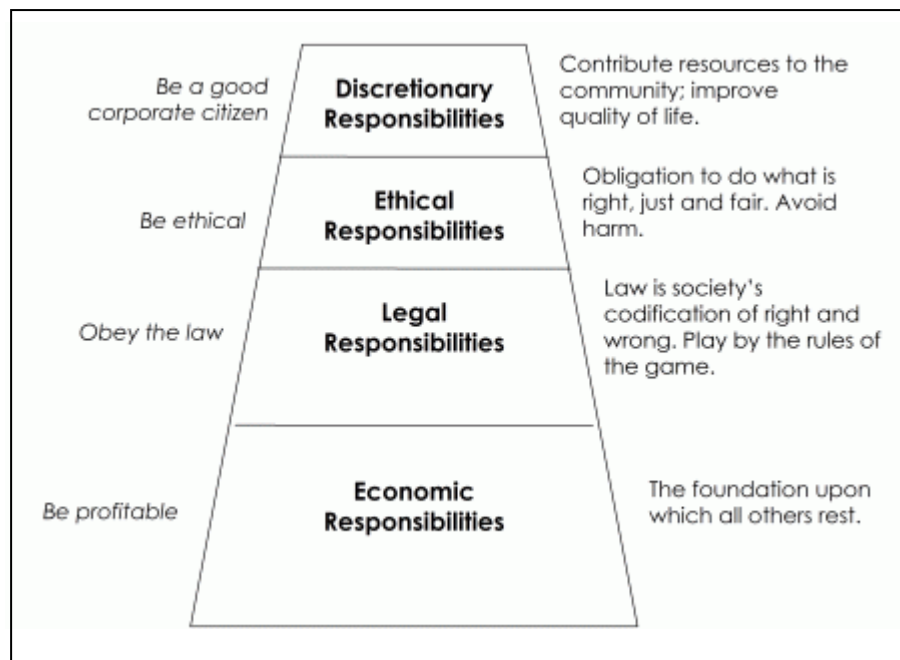 Be a good
corporate citizen
Discretionary
Responsibilities
Contribute resources to the
community; improve
quality of life.
Be ethical
Ethical
Responsibilities
Obligation to do what is
right, just and fair. Avoid
harm.
Obey the law
Legal
Responsibilities
Law is society’s
codification of right and
wrong. Play by the rules of
the game.
Be profitable
Economic
Responsibilities
The foundation upon
which all others rest.